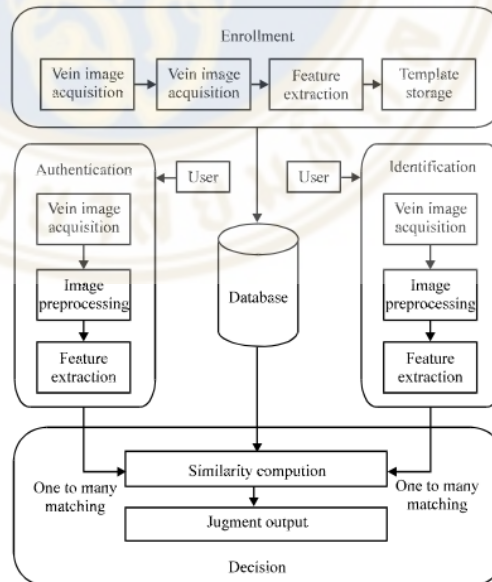 Enrollment
Vein image
acquisition
Vein image
acquisition
Feature
extraction
Template
storage
Authentication
User
Vein image
acquisition
Image
preprocessing
Feature
extraction
User
Identification
Vein image
acquisition
Image
preprocessing
Feature
extraction
Database
One to many
matching
Similarity compution
One to many
matching
Jugment output
Decision